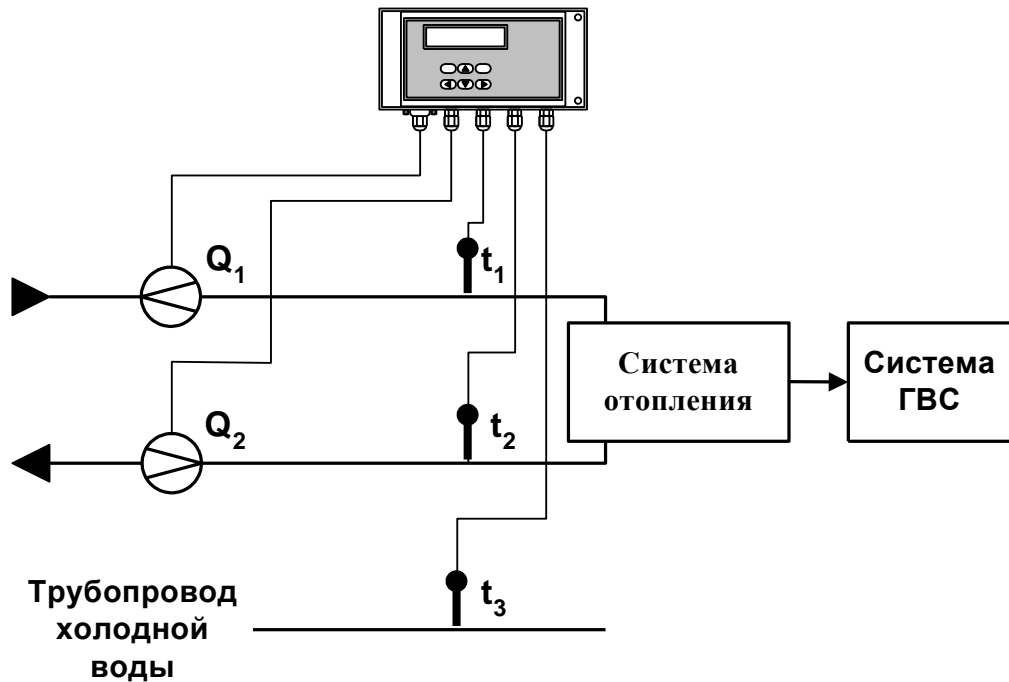 Q₁
t₁
Система
отопления
Система
ГВС
Q₂
t₂
t₃
Трубопровод
холодной
воды